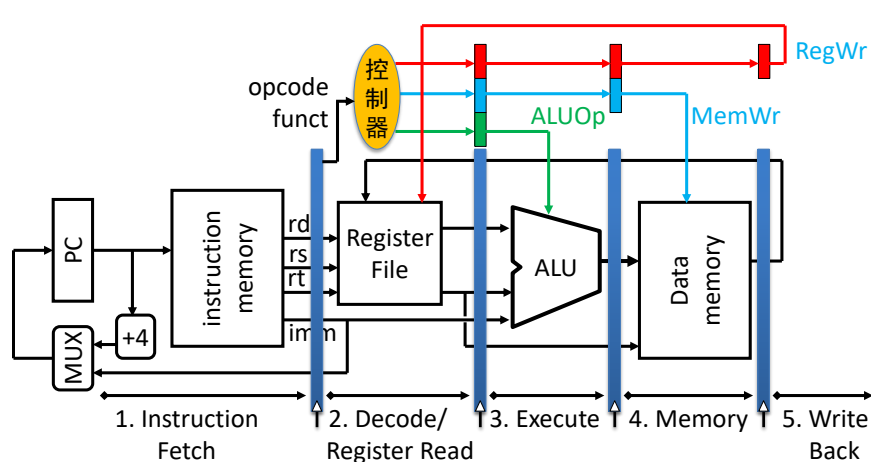 RegWr
控
制
器
opcode
funct
ALUOp
MemWr
PC
instruction
memory
rd
rs
rt
imm
Register
File
ALU
Data
memory
+4
MUX
1. Instruction
Fetch
2. Decode/
Register Read
3. Execute
4. Memory
5. Write
Back